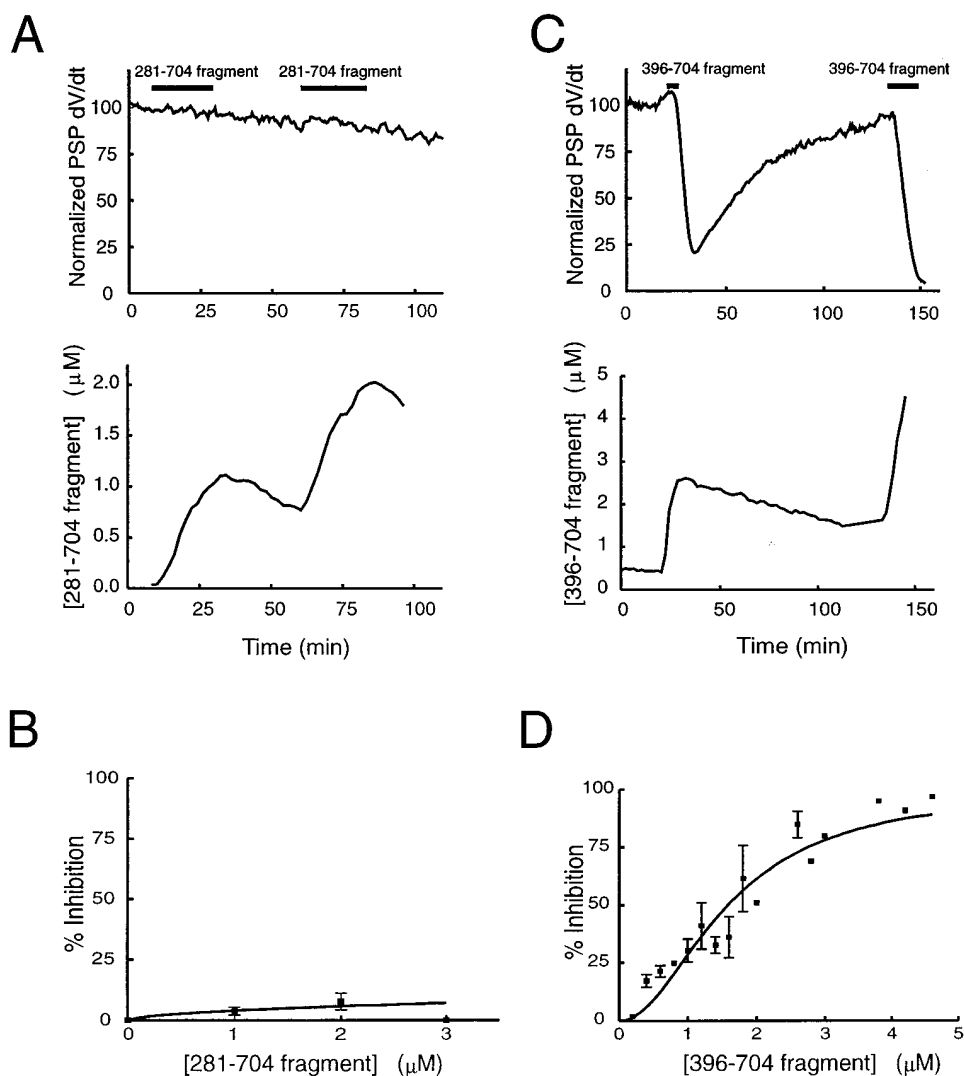 A
281-704 fragment 281-704 fragment
Normalized PSP dV/dt
100
75
50
25
0
0 25 50 75 100
[281-704 fragment] (μM)
2.0
1.5
1.0
0.5
0.0
0 25 50 75 100
Time (min)
C
396-704 fragment 396-704 fragment
Normalized PSP dV/dt
100
75
50
25
0
0 50 100 150
[396-704 fragment] (μM)
5
4
3
2
1
0
0 50 100 150
Time (min)
B
% Inhibition
100
75
50
25
0
0 1 2 3
[281-704 fragment] (μM)
D
% Inhibition
100
75
50
25
0
0 1 2 3 4 5
[396-704 fragment] (μM)